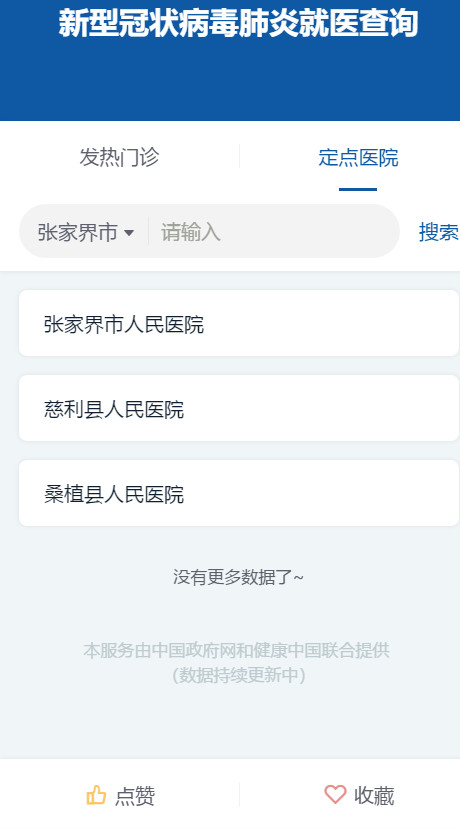 新型冠状病毒肺炎就医查询
发热门诊 定点医院
张家界市 请输入 搜索
张家界市人民医院
慈利县人民医院
桑植县人民医院
没有更多数据了~
本服务由中国政府网和健康中国联合提供
（数据持续更新中）
点赞 收藏